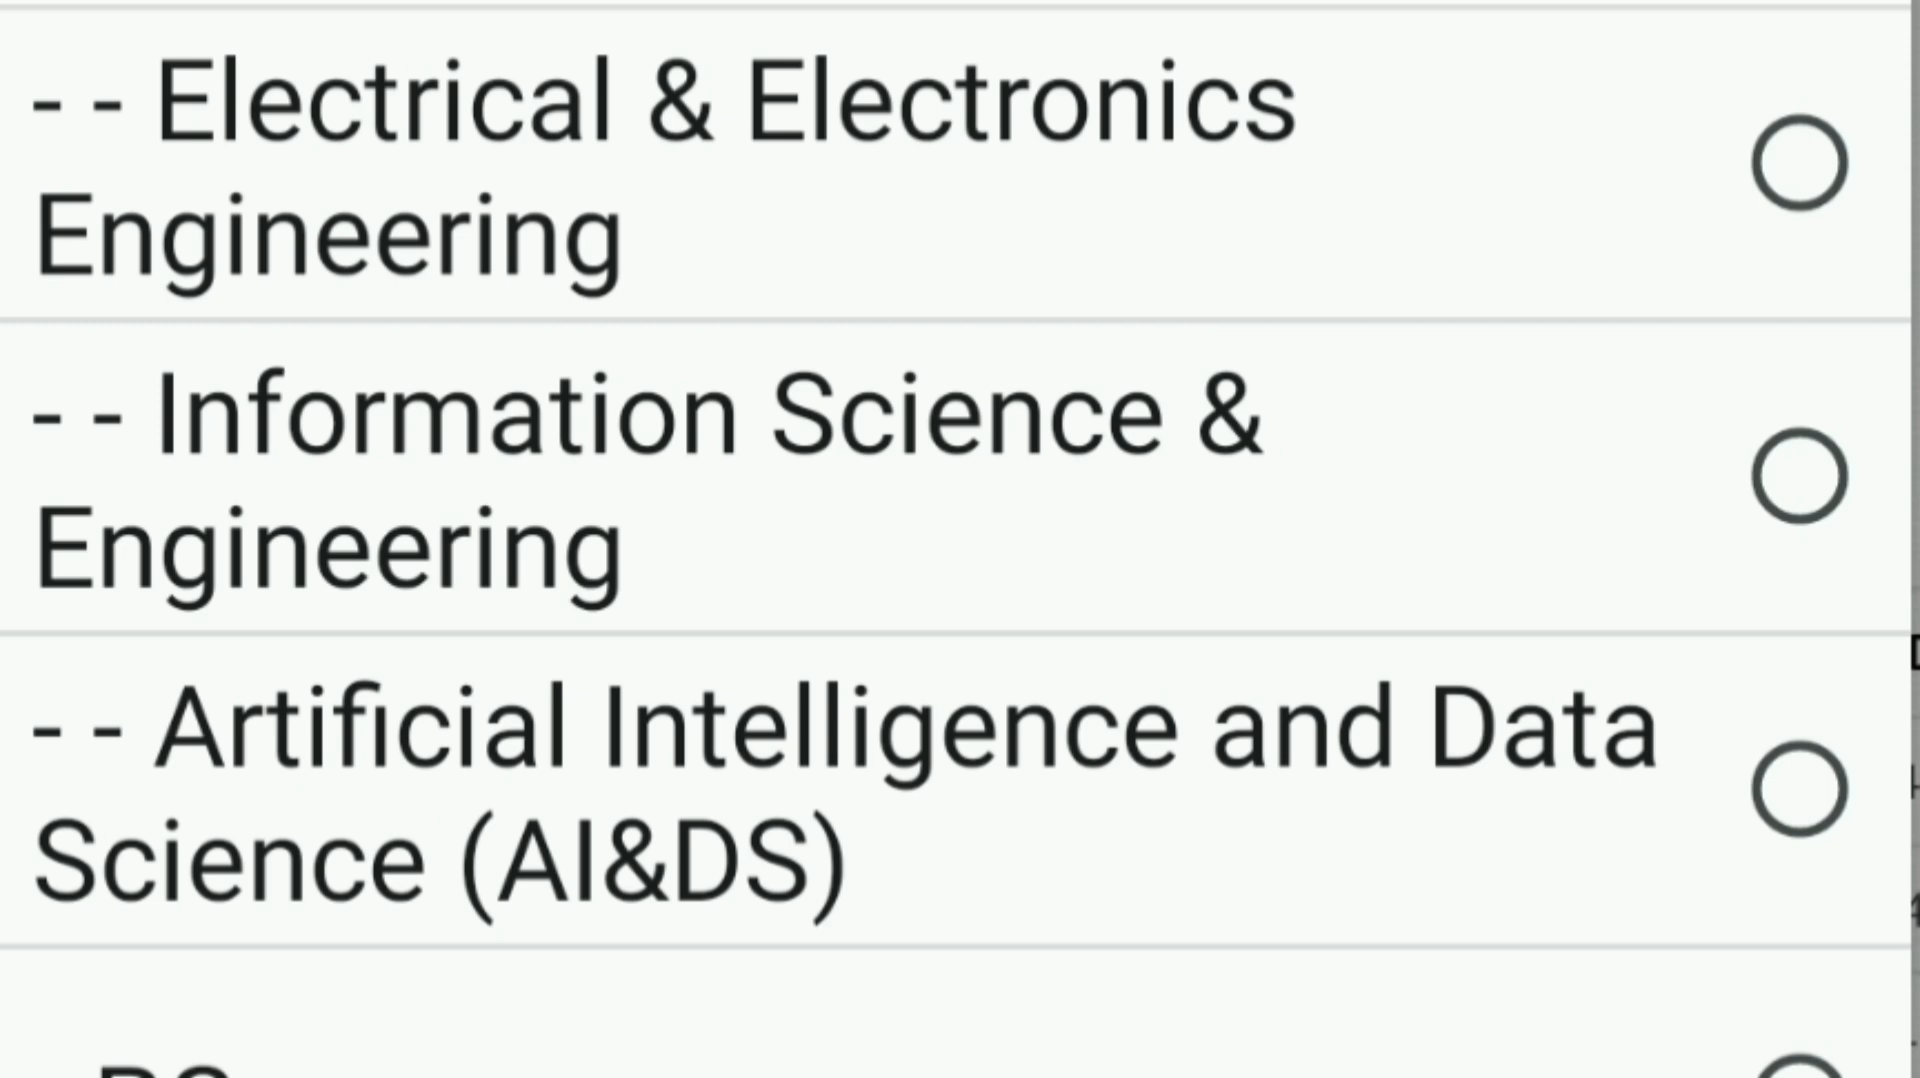 - - Electrical & Electronics
Engineering
- - Information Science &
Engineering
- - Artificial Intelligence and Data
Science (AI&DS)